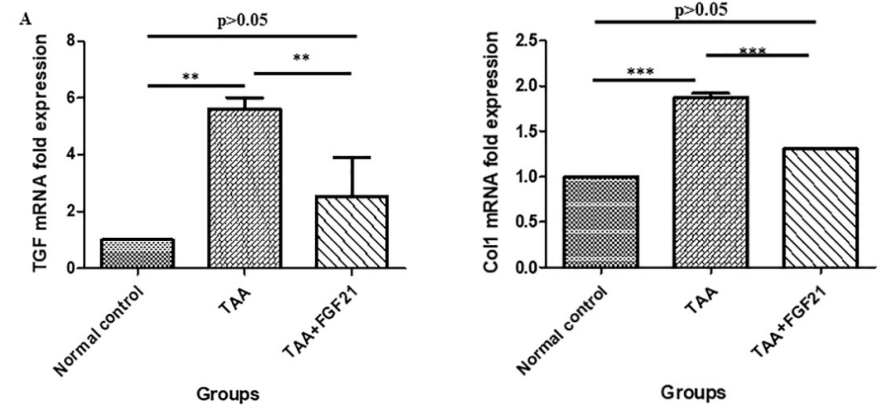 A
p>0.05
**
**
TGF mRNA fold expression
8
6
4
2
0
Normal control
TAA
TAA+FGF21
Groups
p>0.05
***
***
Col1 mRNA fold expression
2.5
2.0
1.5
1.0
0.5
0.0
Normal control
TAA
TAA+FGF21
Groups